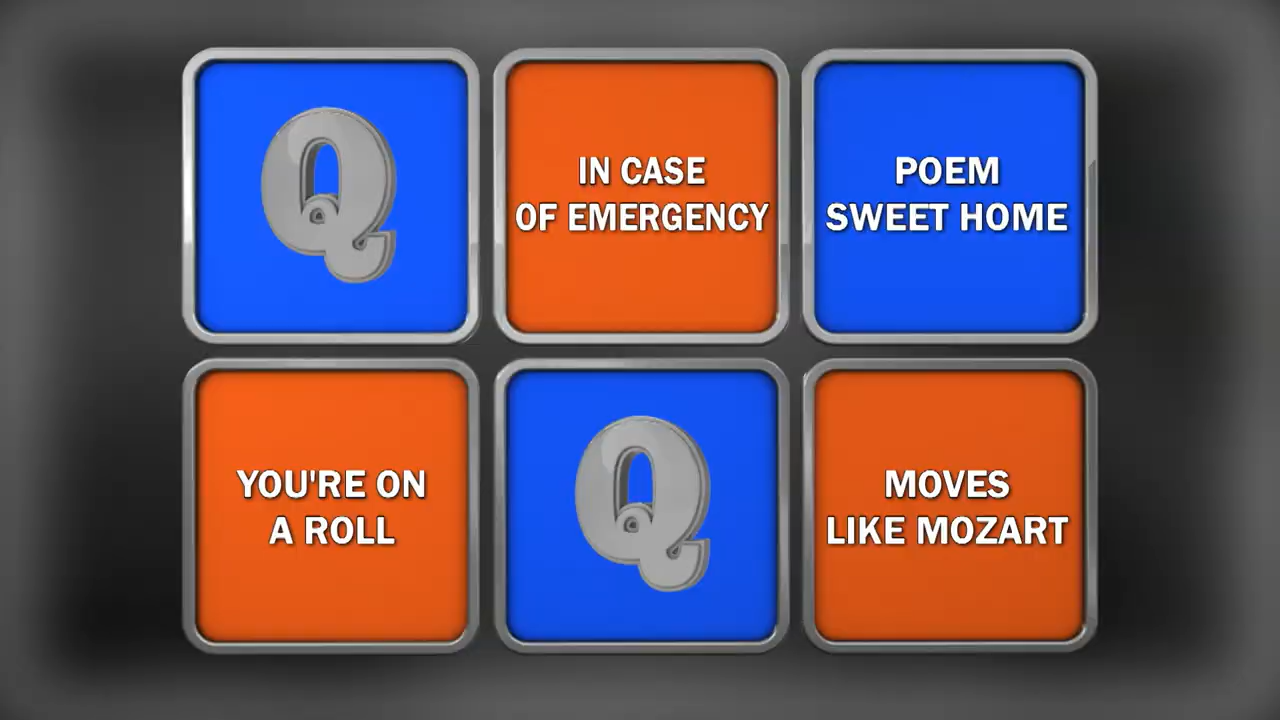 Q
IN CASE
OF EMERGENCY
POEM
SWEET HOME
YOU'RE ON
A ROLL
Q
MOVES
LIKE MOZART